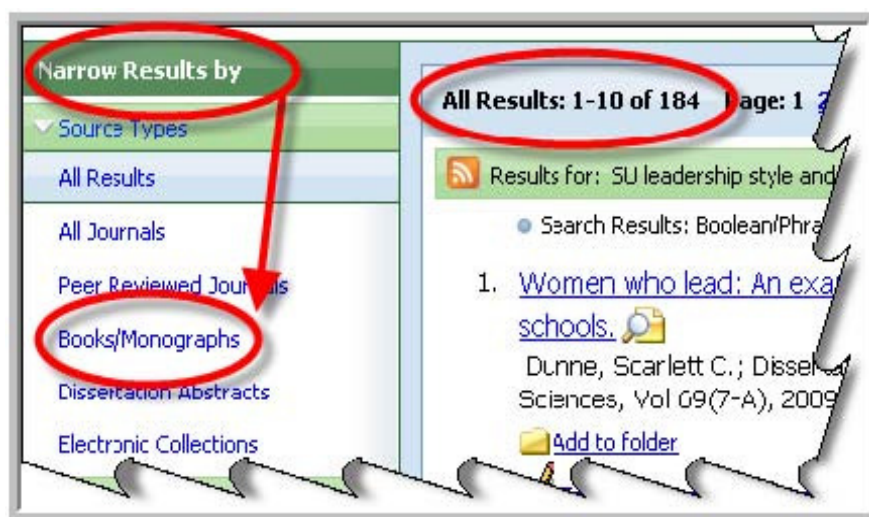 Narrow Results by
Source Types
All Results
All Journals
Peer Reviewed Journals
Books/Monographs
Dissertation Abstracts
Electronic Collections
All Results: 1-10 of 184 Page: 1 2
Results for: SU leadership style and
Search Results: Boolean/Phra
1. Women who lead: An exa
schools.
Dunne, Scarlett C.; Disser
Sciences, Vol 69(7-A), 2009
Add to folder